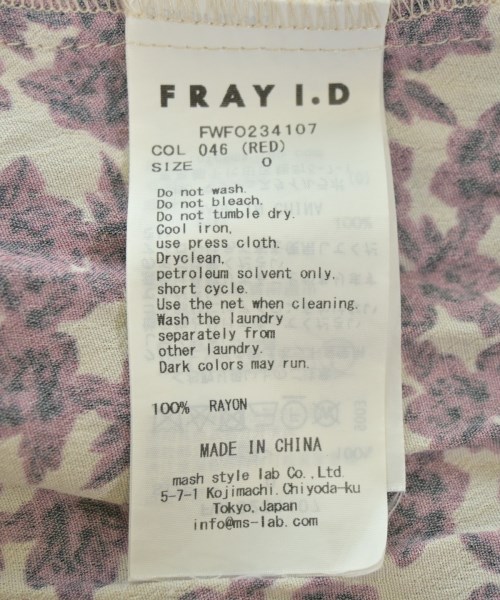 FRAY I.D
FWFO234107
COL 046 (RED)
SIZE 0
Do not wash.
Do not bleach.
Do not tumble dry.
Cool iron,
use press cloth.
Dryclean,
petroleum solvent only,
short cycle.
Use the net when cleaning.
Wash the laundry
separately from
other laundry.
Dark colors may run.
100% RAYON
MADE IN CHINA
mash style lab Co.,Ltd.
5-7-1 Kojimachi.Chiyoda-ku
Tokyo,Japan
info@ms-lab.com